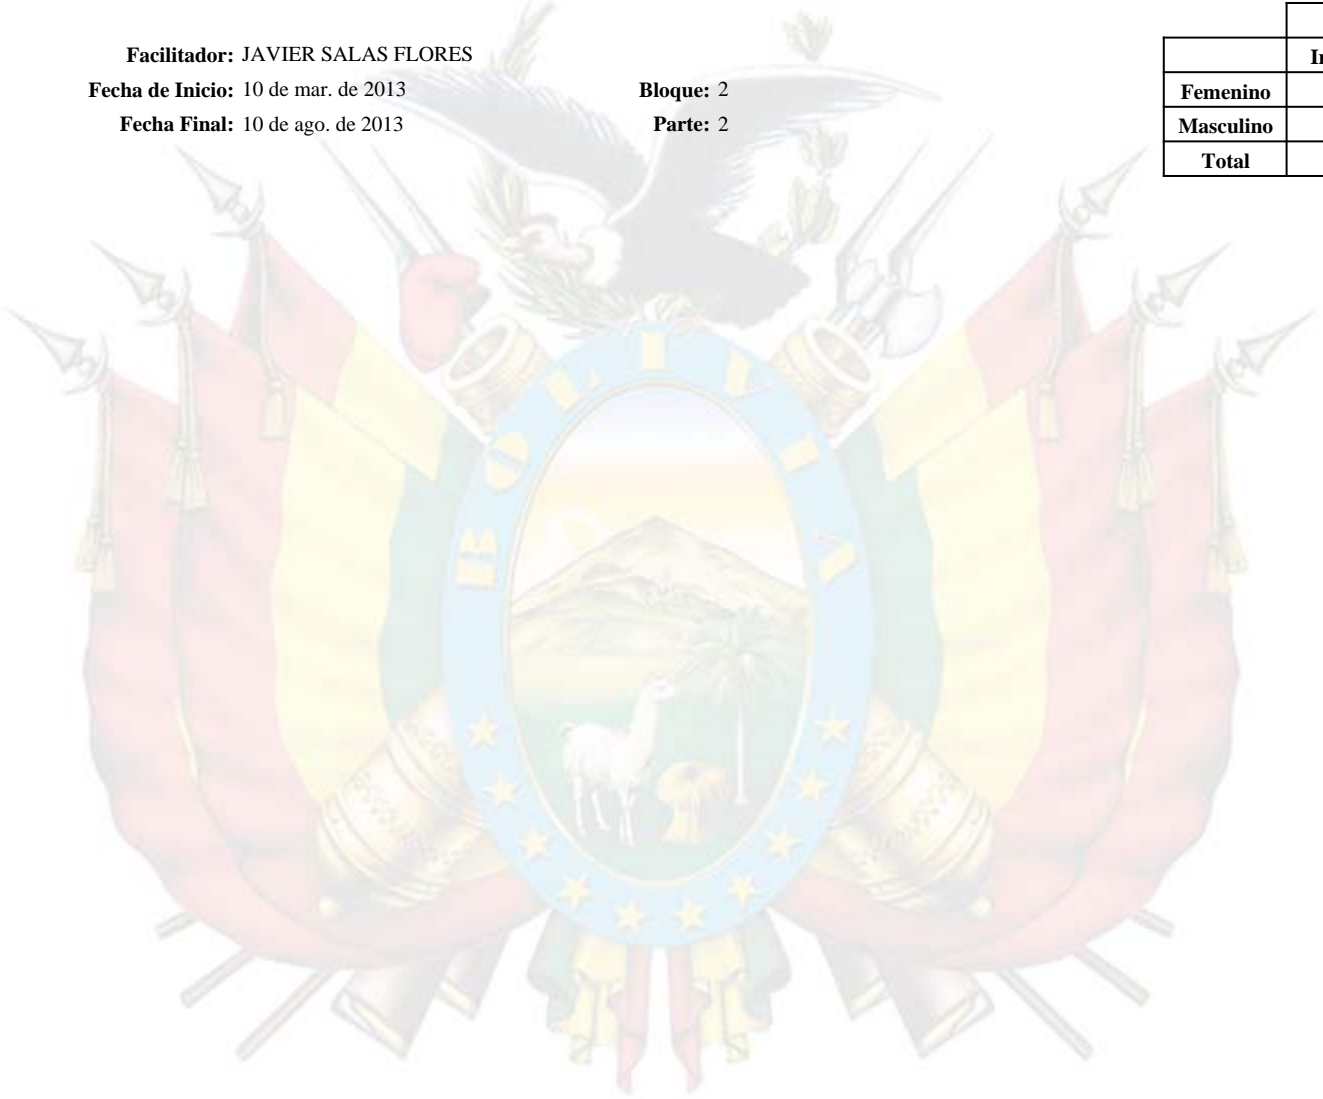 Facilitador: JAVIER SALAS FLORES
Fecha de Inicio: 10 de mar. de 2013 Bloque: 2
Fecha Final: 10 de ago. de 2013 Parte: 2
Femenino
Masculino
Total
BOLIVIA